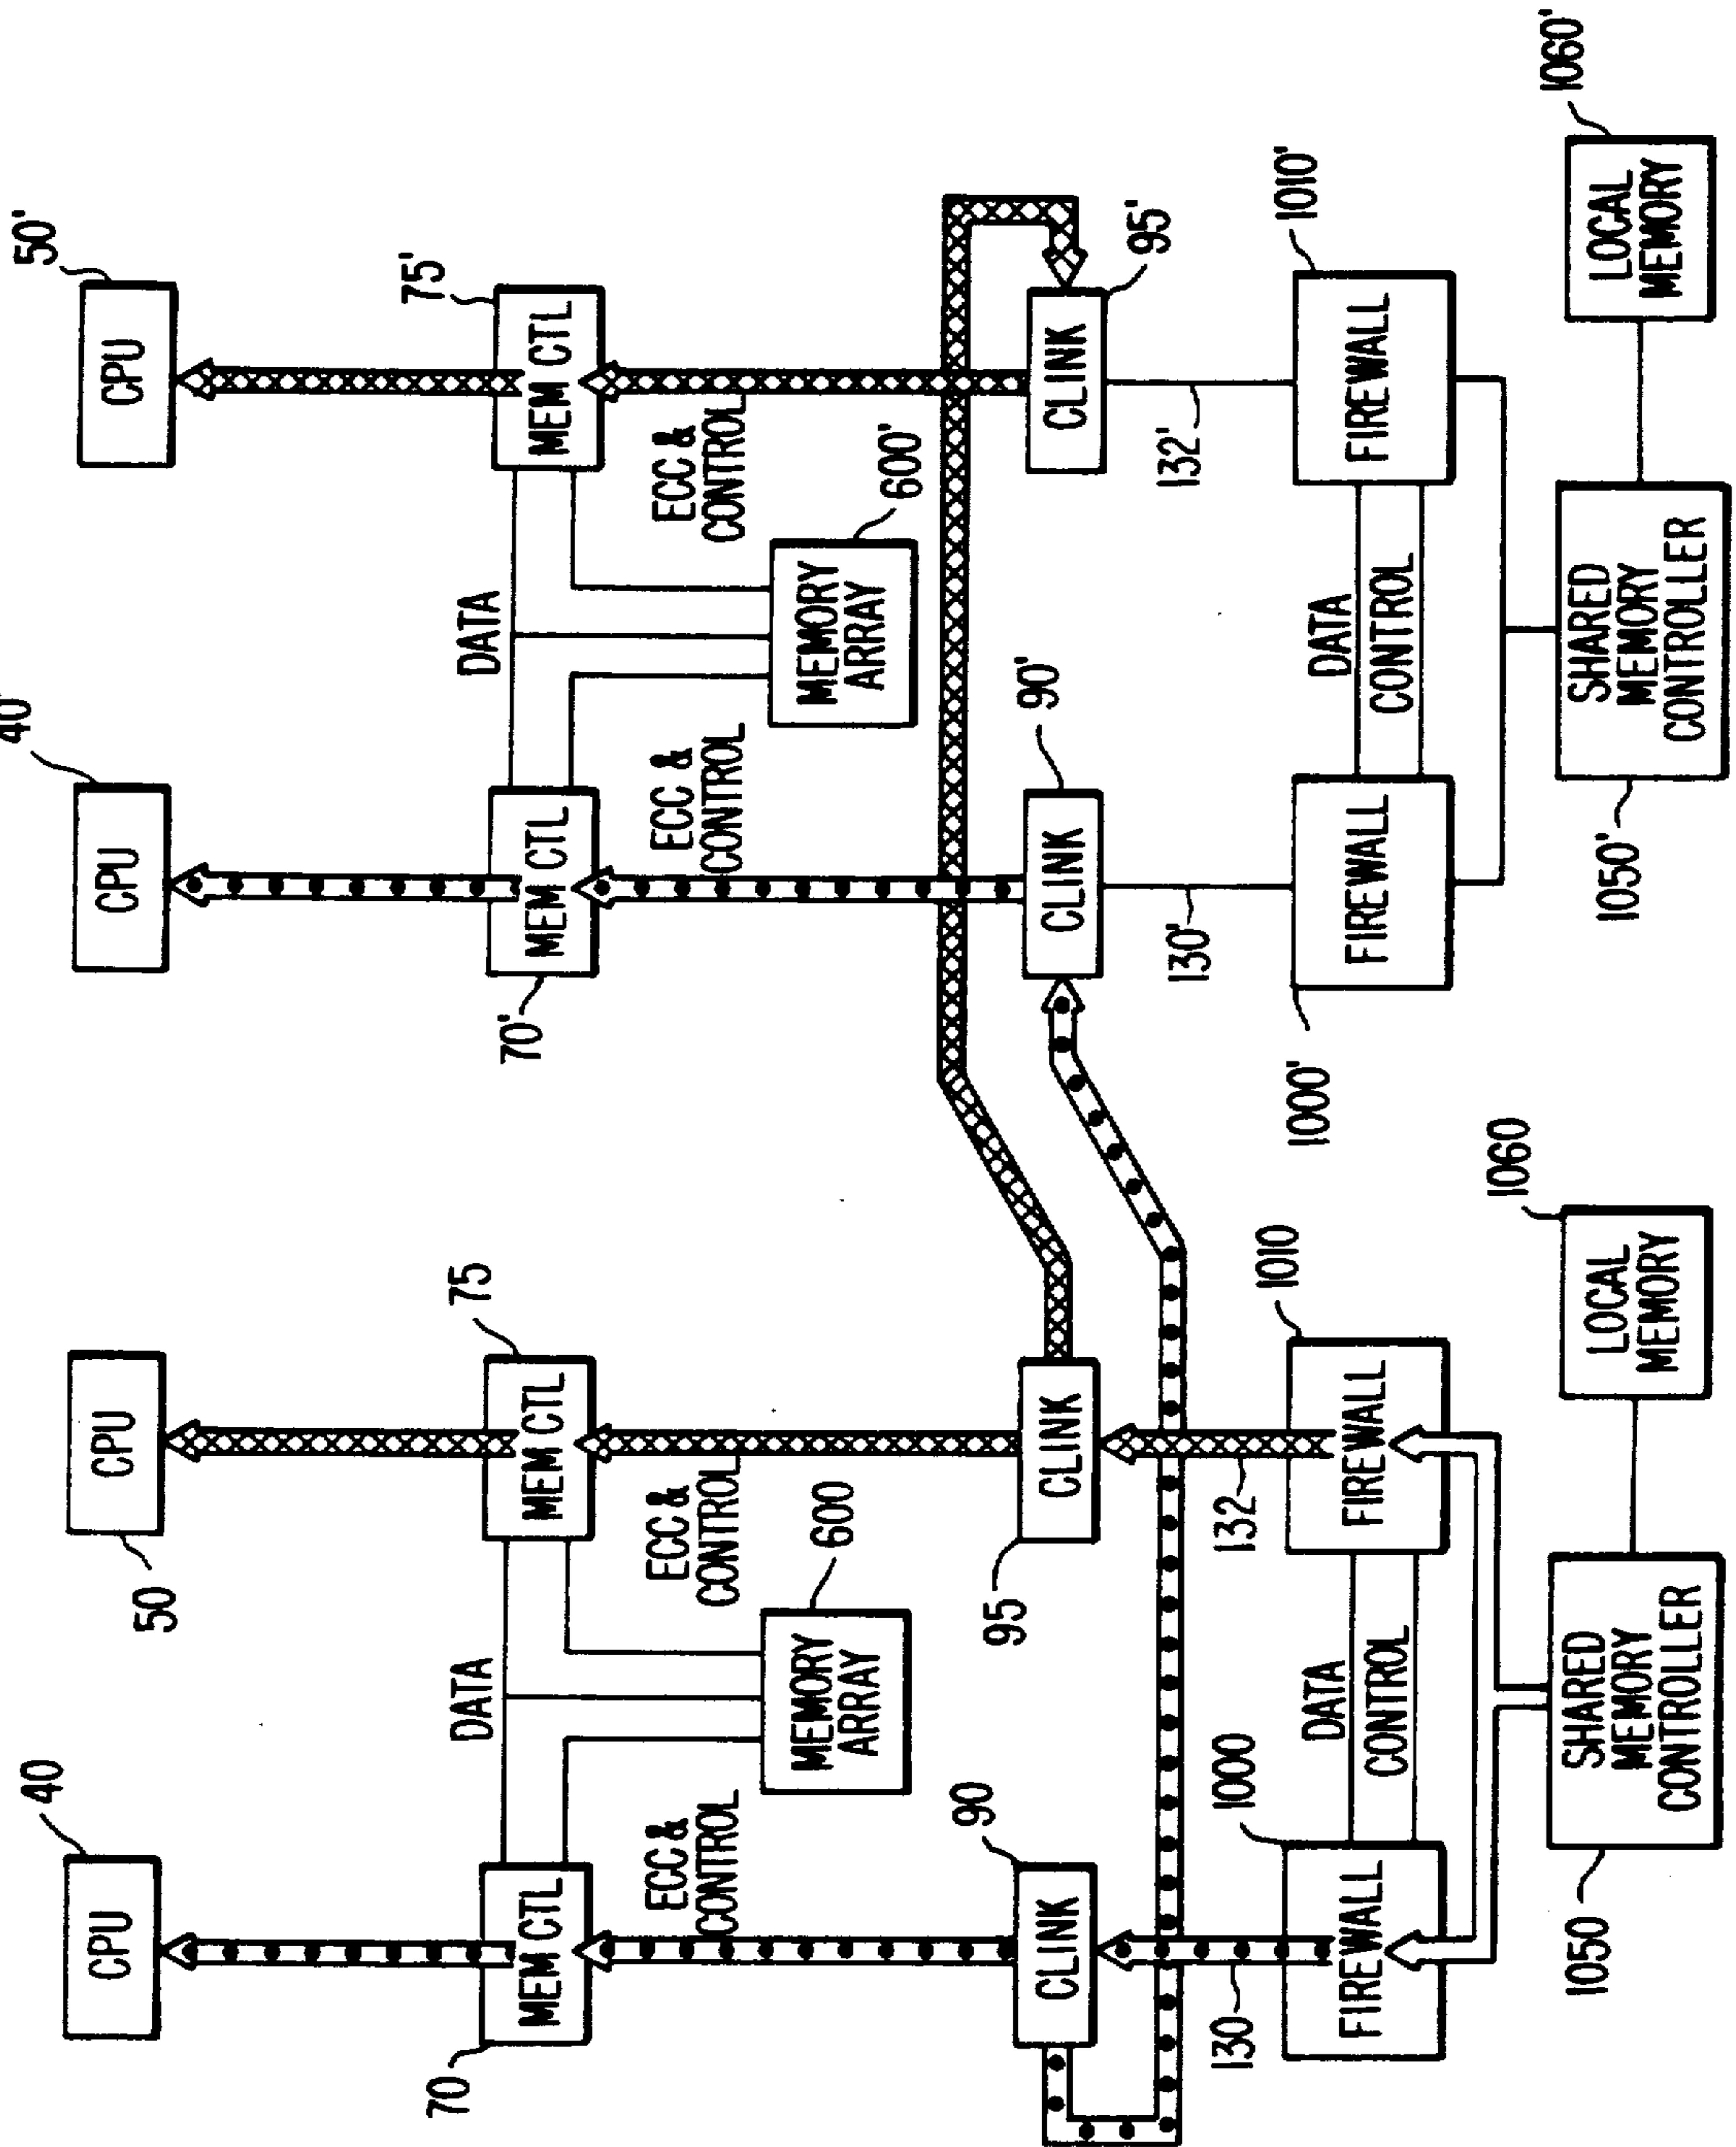 40
CPU
50
CPU
40'
CPU
50'
CPU
70
MEM CTL
DATA
75
MEM CTL
70'
MEM CTL
DATA
75'
MEM CTL
ECC &
CONTROL
MEMORY
ARRAY
600
ECC &
CONTROL
ECC &
CONTROL
MEMORY
ARRAY
600'
ECC &
CONTROL
90
CLINK
95
CLINK
90'
CLINK
95'
CLINK
130
132
130'
132'
1000
FIREWALL
DATA
CONTROL
1010
FIREWALL
1000'
FIREWALL
DATA
CONTROL
1010'
FIREWALL
1050
SHARED
MEMORY
CONTROLLER
1060
LOCAL
MEMORY
1050'
SHARED
MEMORY
CONTROLLER
1060'
LOCAL
MEMORY